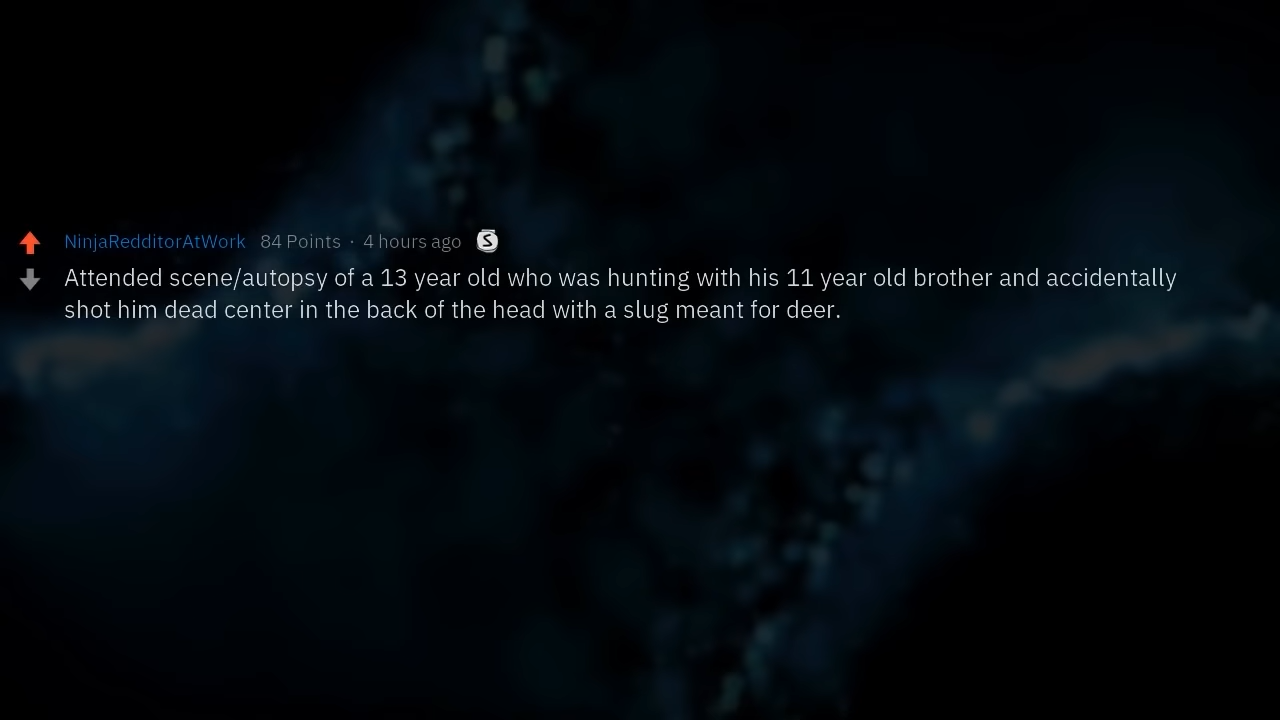 NinjaRedditorAtWork 84 Points · 4 hours ago
Attended scene/autopsy of a 13 year old who was hunting with his 11 year old brother and accidentally
shot him dead center in the back of the head with a slug meant for deer.